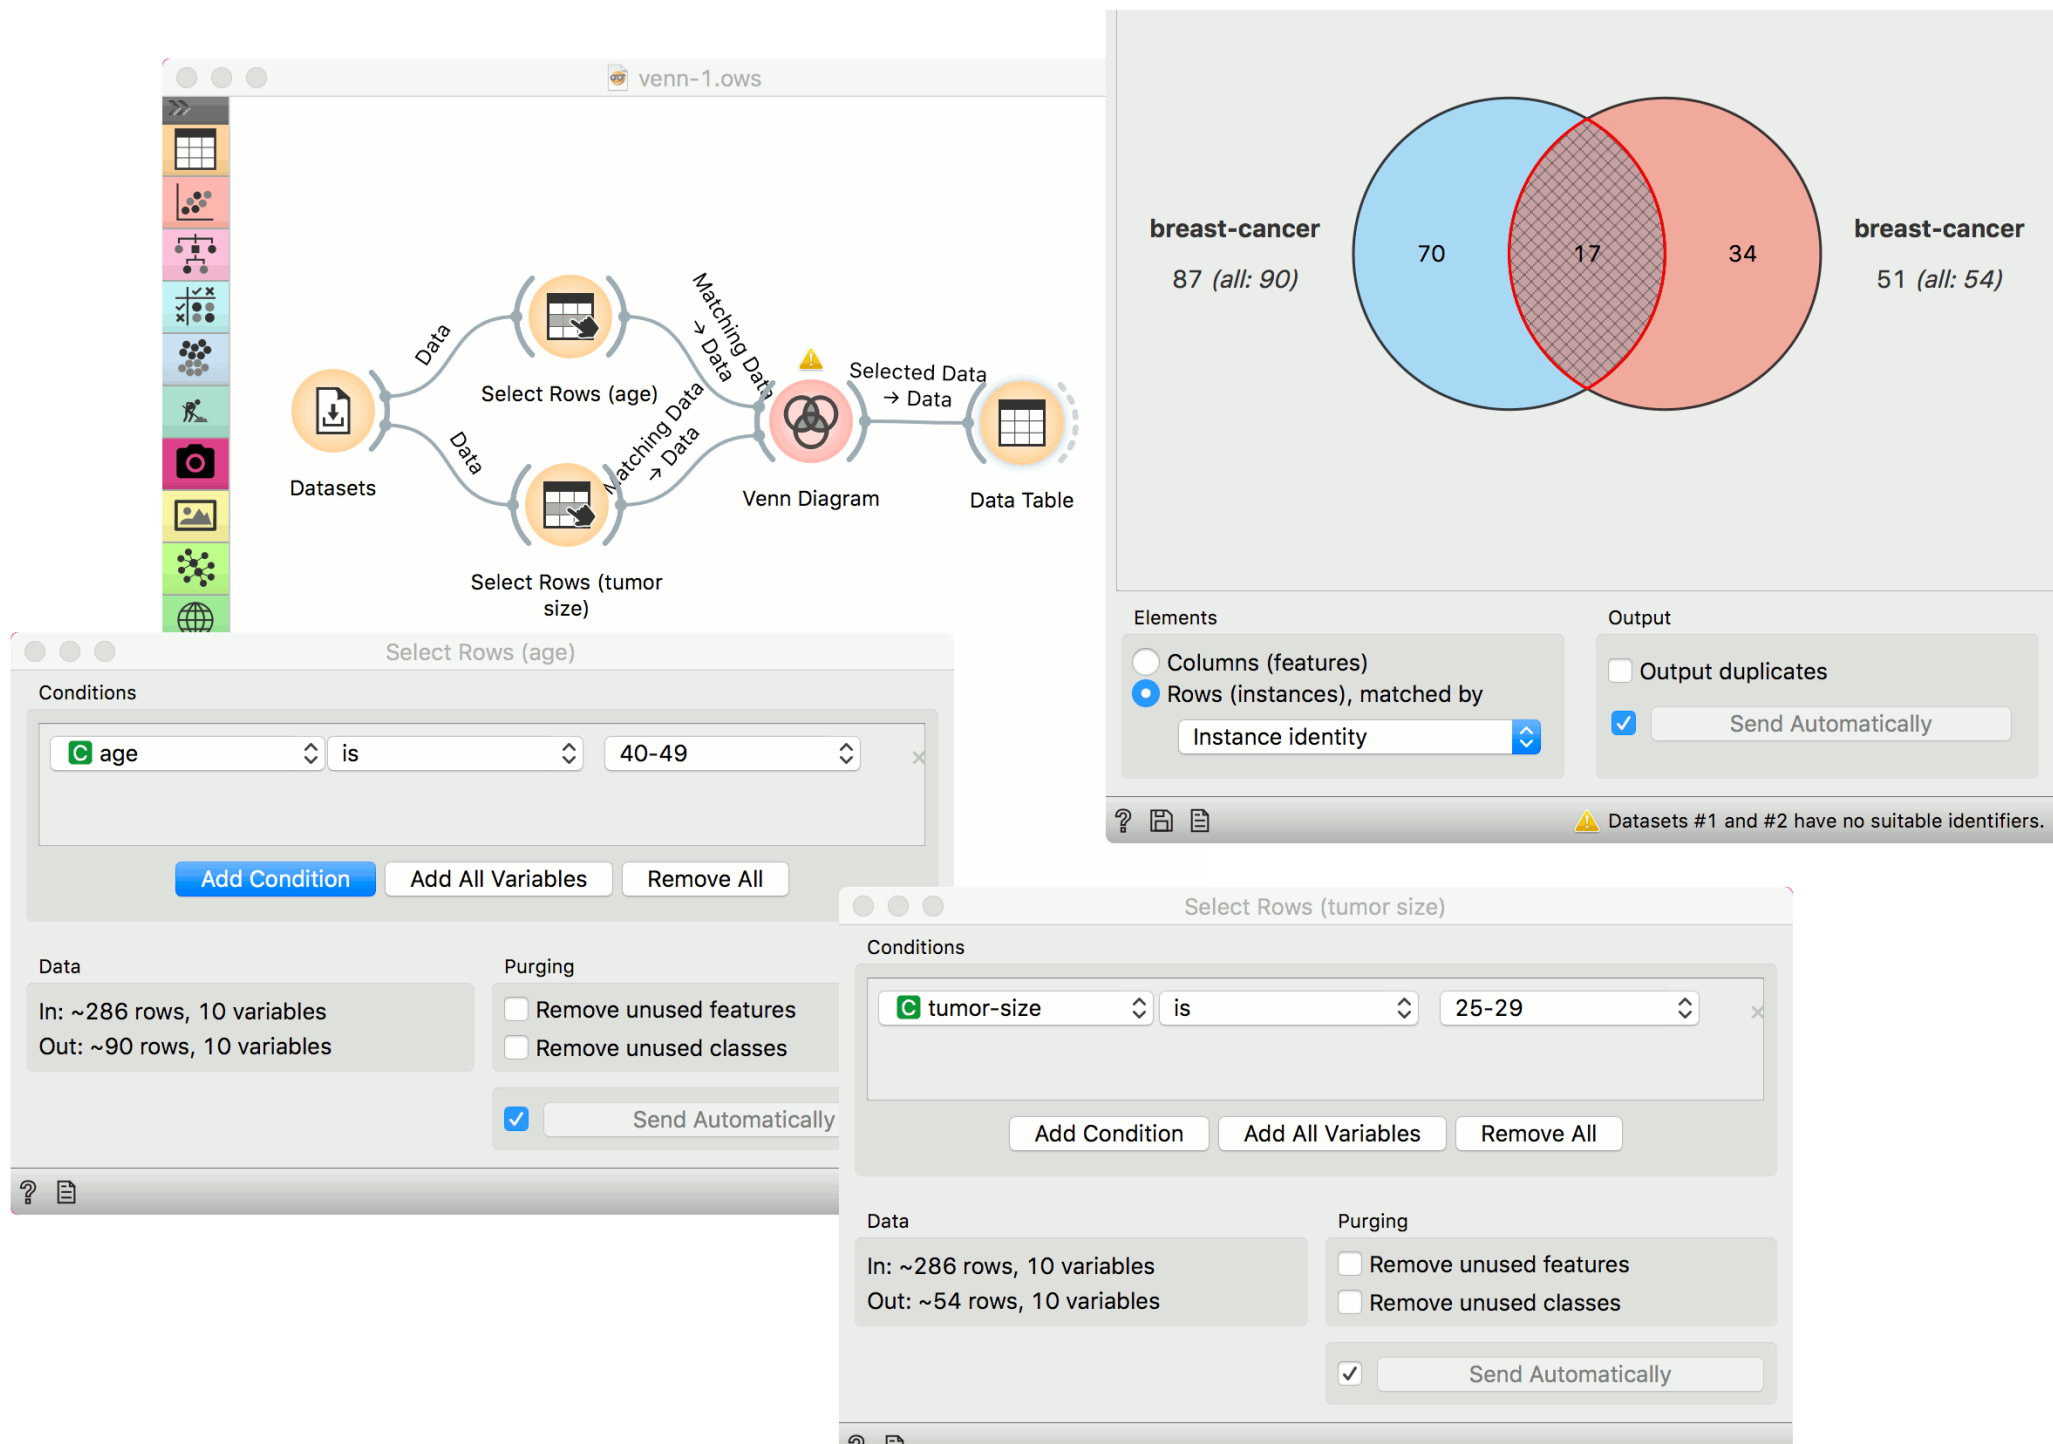 venn-1.ows
Data
Data
Matching Data
→ Data
Matching Data
→ Data
Selected Data
→ Data
Datasets
Select Rows (age)
Select Rows (tumor
size)
Venn Diagram
Data Table
breast-cancer
87 (all: 90)
70
17
34
breast-cancer
51 (all: 54)
Elements
Columns (features)
Rows (instances), matched by
Instance identity
Output
Output duplicates
Send Automatically
Datasets #1 and #2 have no suitable identifiers.
Select Rows (age)
Conditions
C age is 40-49
Add Condition Add All Variables Remove All
Data
In: ~286 rows, 10 variables
Out: ~90 rows, 10 variables
Purging
Remove unused features
Remove unused classes
Send Automatically
Select Rows (tumor size)
Conditions
C tumor-size is 25-29
Add Condition Add All Variables Remove All
Data
In: ~286 rows, 10 variables
Out: ~54 rows, 10 variables
Purging
Remove unused features
Remove unused classes
Send Automatically